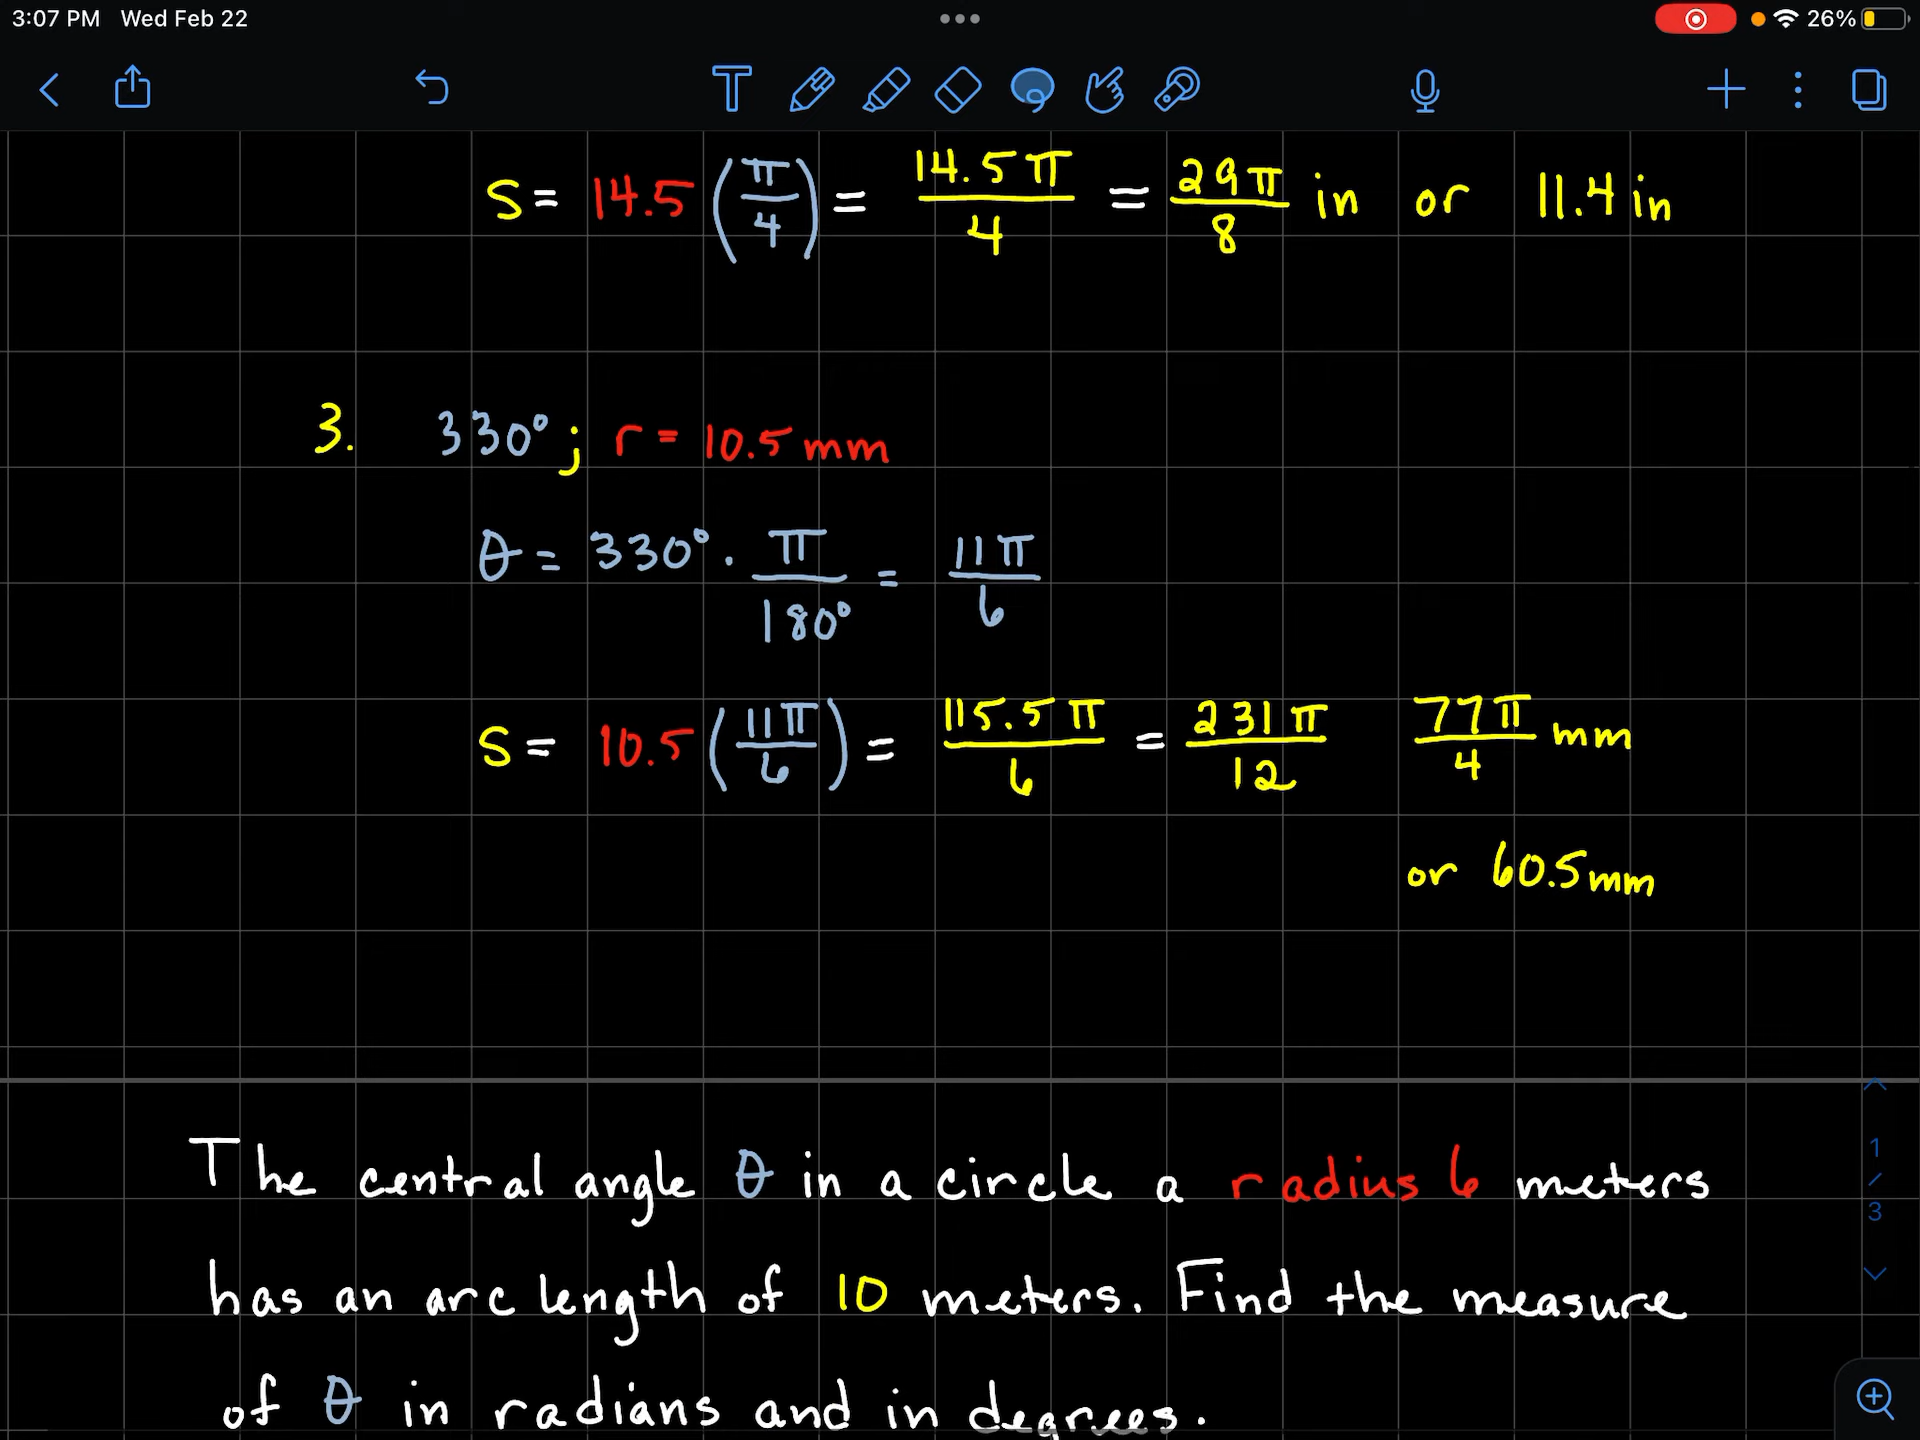 3:07 PM Wed Feb 22
26%
S = 14.5 (π/4) = 14.5π/4 = 29π/8 in or 11.4 in
3. 330° ; r = 10.5 mm
θ = 330° · π/180° = 11π/6
S = 10.5 (11π/6) = 115.5π/6 = 231π/12 77π/4 mm
or 60.5 mm
The central angle θ in a circle a radius 6 meters
has an arc length of 10 meters. Find the measure
of θ in radians and in degrees.
1
/
3